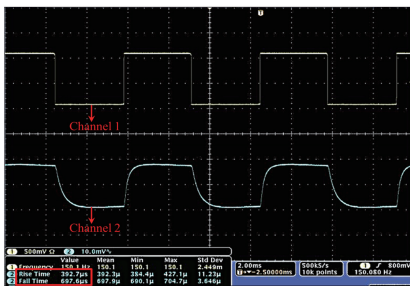 Channel 1
Channel 2
1 500mV Ω 2 10.0mV
Value Mean Min Max Std Dev
1 Frequency 150.1 Hz 150.1 150.1 150.1 2.449m
2 Rise Time 392.7μs 392.3μ 384.4μ 427.1μ 11.23μ
2 Fall Time 697.6μs 697.9μ 690.1μ 704.7μ 3.646μ
2.00ms
500kS/s
10k points
1 800mV
150.080 Hz